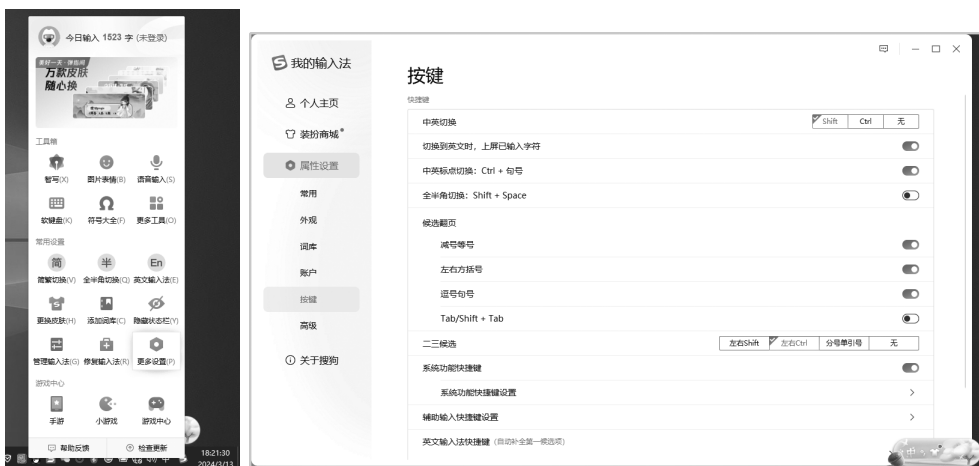 今日输入 1523 字 (未登录)
万款皮肤
随心换
工具箱
智写(X) 图片表情(B) 语音输入(S)
软键盘(K) 符号大全(F) 更多工具(O)
常用设置
简 半 En
简繁切换(V) 全半角切换(Q) 英文输入法(E)
更换皮肤(H) 添加词库(C) 隐藏状态栏(Y)
管理输入法(G) 修复输入法(R) 更多设置(P)
游戏中心
手游 小游戏 游戏中心
帮助反馈 检查更新
18:21:30
2024/3/13
我的输入法
个人主页
装扮商城
属性设置
常用
外观
词库
账户
按键
高级
关于搜狗
按键
快捷键
中英切换 Shift Ctrl 无
切换到英文时，上屏已输入字符
中英标点切换：Ctrl + 句号
全半角切换：Shift + Space
候选翻页
减号等号
左右方括号
逗号句号
Tab/Shift + Tab
二三候选 左右Shift 左右Ctrl 分号单引号 无
系统功能快捷键
系统功能快捷键设置
辅助输入快捷键设置
英文输入法快捷键 (自动补全第一候选项)
中